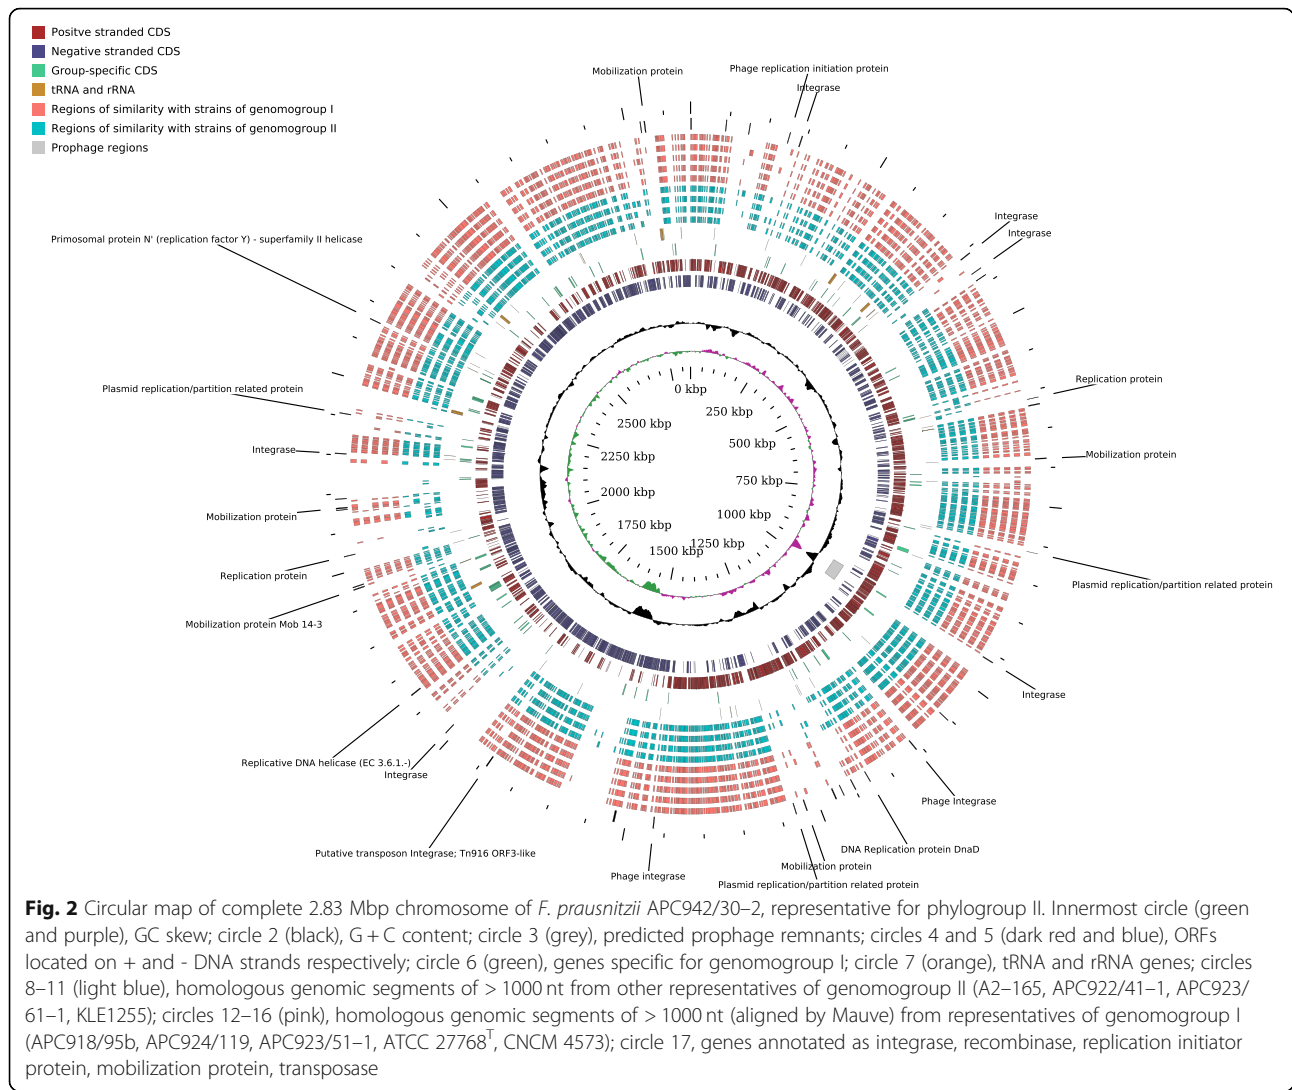 Positve stranded CDS
Negative stranded CDS
Group-specific CDS
tRNA and rRNA
Regions of similarity with strains of genomogroup I
Regions of similarity with strains of genomogroup II
Prophage regions
Mobilization protein
Phage replication initiation protein
Integrase
Integrase
Integrase
Primosomal protein N' (replication factor Y) - superfamily II helicase
Replication protein
Plasmid replication/partition related protein
Integrase
Mobilization protein
Mobilization protein
Replication protein
Plasmid replication/partition related protein
Mobilization protein Mob 14-3
Integrase
Replicative DNA helicase (EC 3.6.1.-)
Integrase
Phage Integrase
Putative transposon Integrase; Tn916 ORF3-like
DNA Replication protein DnaD
Mobilization protein
Phage integrase
Plasmid replication/partition related protein
0 kbp
250 kbp
500 kbp
750 kbp
1000 kbp
1250 kbp
1500 kbp
1750 kbp
2000 kbp
2250 kbp
2500 kbp
Fig. 2 Circular map of complete 2.83 Mbp chromosome of F. prausnitzii APC942/30–2, representative for phylogroup II. Innermost circle (green
and purple), GC skew; circle 2 (black), G + C content; circle 3 (grey), predicted prophage remnants; circles 4 and 5 (dark red and blue), ORFs
located on + and - DNA strands respectively; circle 6 (green), genes specific for genomogroup I; circle 7 (orange), tRNA and rRNA genes; circles
8–11 (light blue), homologous genomic segments of > 1000 nt from other representatives of genomogroup II (A2–165, APC922/41–1, APC923/
61–1, KLE1255); circles 12–16 (pink), homologous genomic segments of > 1000 nt (aligned by Mauve) from representatives of genomogroup I
(APC918/95b, APC924/119, APC923/51–1, ATCC 27768T, CNCM 4573); circle 17, genes annotated as integrase, recombinase, replication initiator
protein, mobilization protein, transposase